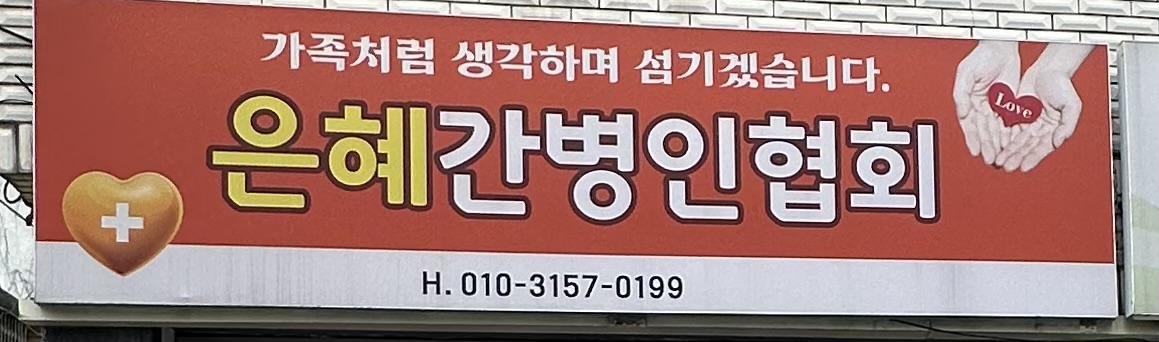 가족처럼 생각하며 섬기겠습니다.
Love
은혜간병인협회
H. 010-3157-0199